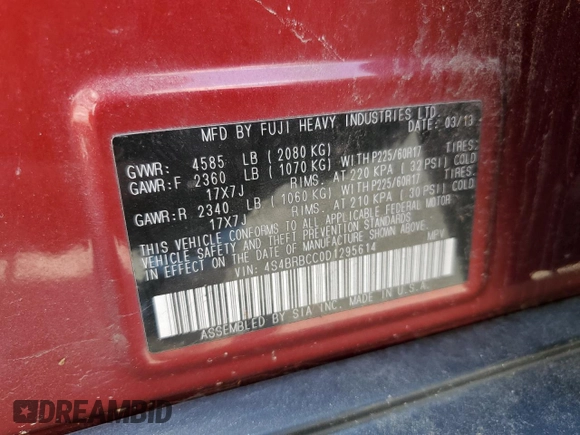 MFD BY FUJI HEAVY INDUSTRIES LTD.
DATE: 03/13
GVWR: 4585 LB (2080 KG)
GAWR:F 2360 LB (1070 KG) WITH P225/60R17 TIRES.
17X7J RIMS. AT 220 KPA (32 PSI) COLD
GAWR:R 2340 LB (1060 KG) WITH P225/60R17 TIRES.
17X7J RIMS. AT 210 KPA (30 PSI) COLD
THIS VEHICLE CONFORMS TO ALL APPLICABLE FEDERAL MOTOR
VEHICLE SAFETY AND THEFT PREVENTION STANDARDS
IN EFFECT ON THE DATE OF MANUFACTURE SHOWN ABOVE.
VIN: 4S4BRBCC0D1295614 MPV
ASSEMBLED BY SIA INC. MADE IN U.S.A.
DREAMBID